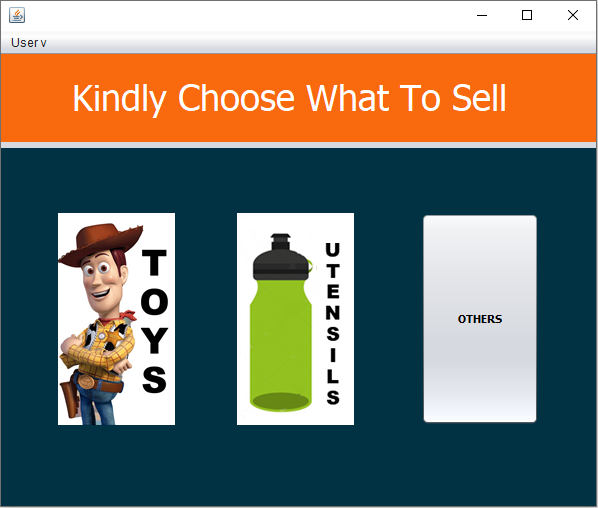 User v
Kindly Choose What To Sell
TOYS
UTENSILS
OTHERS